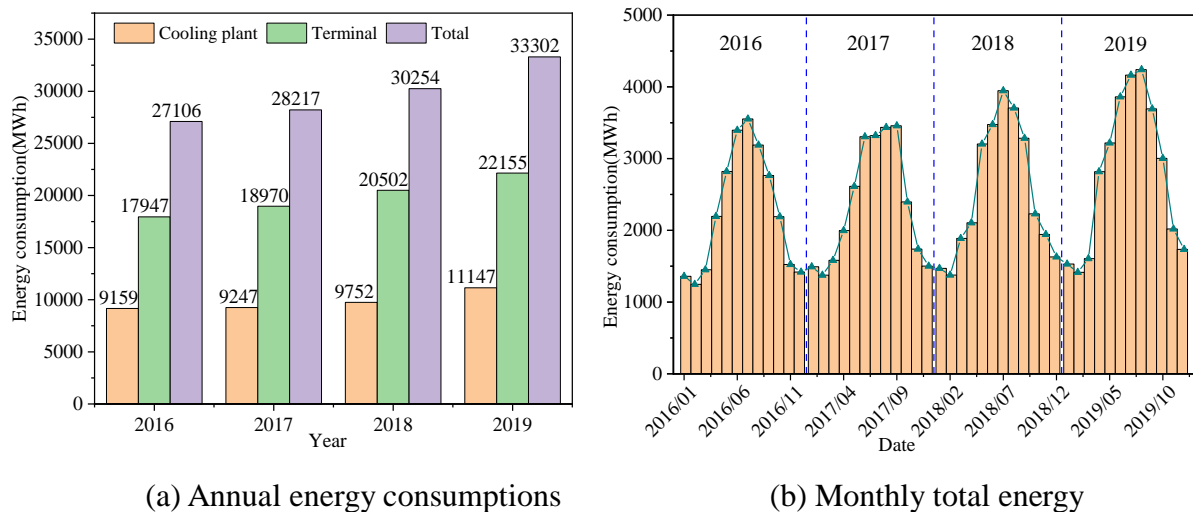 Cooling plant Terminal Total
35000
30000
25000
20000
15000
10000
5000
0
Energy consumption(MWh)
9159
17947
27106
9247
18970
28217
9752
20502
30254
11147
22155
33302
2016 2017 2018 2019
Year
(a) Annual energy consumptions
5000
4000
3000
2000
1000
0
Energy consumption(MWh)
2016 2017 2018 2019
2016/01 2016/06 2016/11 2017/04 2017/09 2018/02 2018/07 2018/12 2019/05 2019/10
Date
(b) Monthly total energy